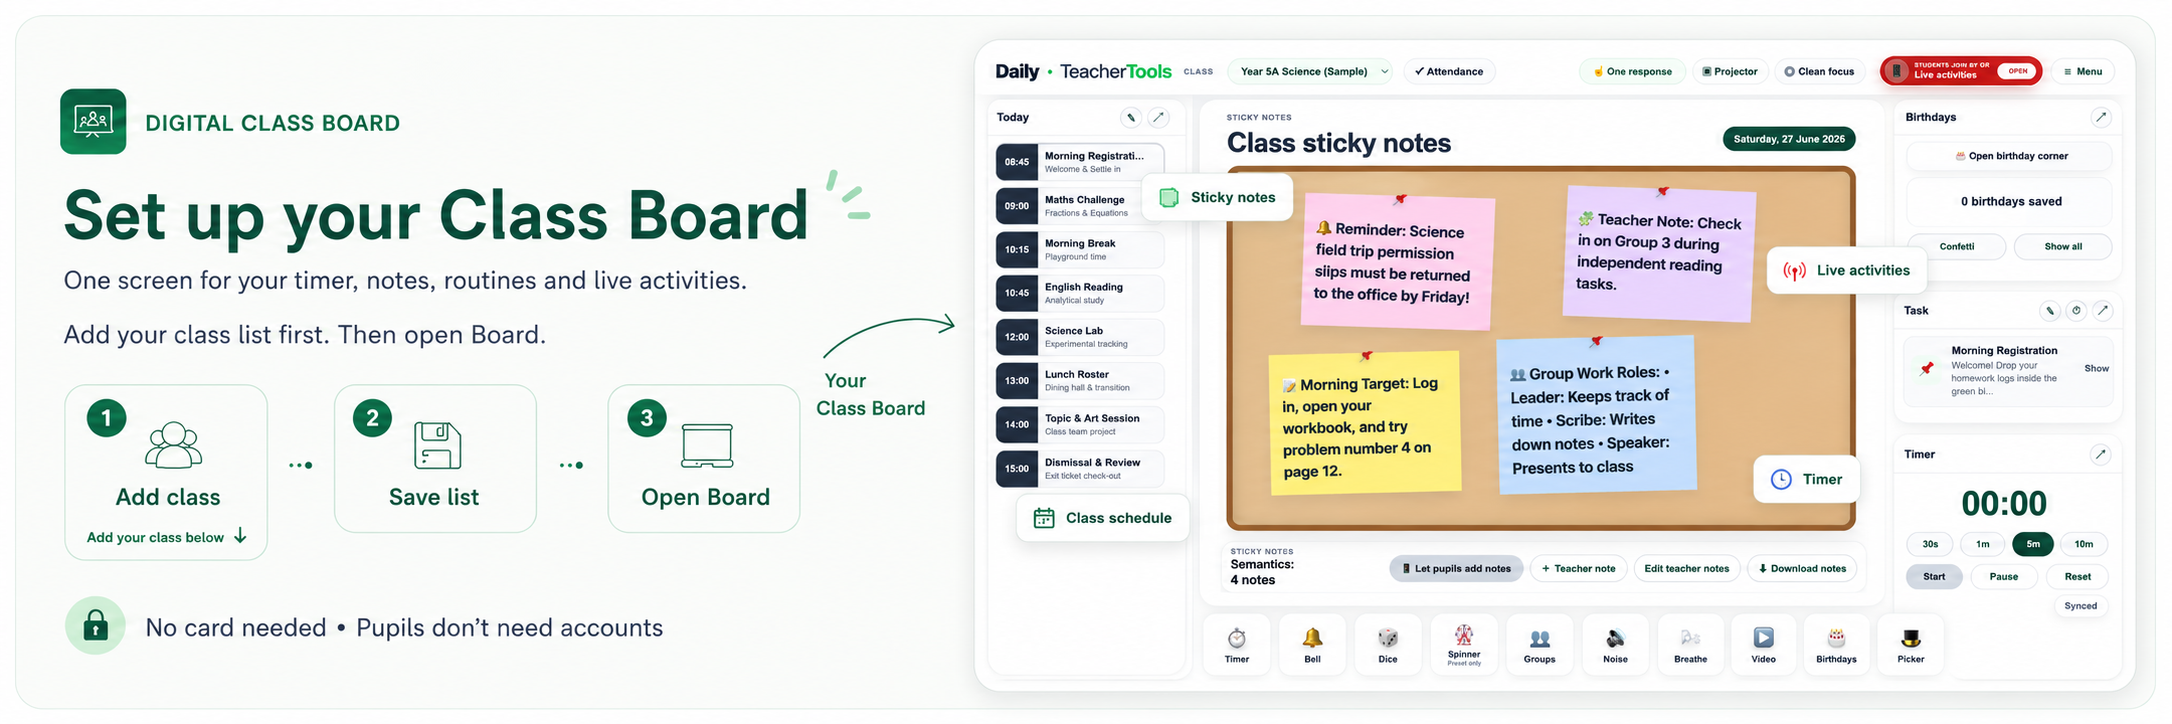 DIGITAL CLASS BOARD
Set up your Class Board
One screen for your timer, notes, routines and live activities.
Add your class list first. Then open Board.
1
Add class
Add your class below ↓
2
Save list
3
Open Board
Your
Class Board
No card needed • Pupils don’t need accounts
Daily • TeacherTools
CLASS
Year 5A Science (Sample)
✓ Attendance
One response
Projector
Clean focus
STUDENTS JOIN BY QR
Live activities
OPEN
≡ Menu
Today
08:45
Morning Registrati...
Welcome & Settle in
09:00
Maths Challenge
Fractions & Equations
10:15
Morning Break
Playground time
10:45
English Reading
Analytical study
12:00
Science Lab
Experimental tracking
13:00
Lunch Roster
Dining hall & transition
14:00
Topic & Art Session
Class team project
15:00
Dismissal & Review
Exit ticket check-out
Class schedule
Sticky notes
STICKY NOTES
Class sticky notes
Saturday, 27 June 2026
Reminder: Science
field trip permission
siips must be returned
to the office by Friday!
Teacher Note: Check
in on Group 3 during
independent reading
tasks.
Morning Target: Log
in, open your
workbook, and try
problem number 4 on
page 12.
Group Work Roles: •
Leader: Keeps track of
time • Scribe: Writes
down notes • Speaker:
Presents to class
Live activities
Timer
STICKY NOTES
Semantics:
4 notes
Let pupils add notes
+ Teacher note
Edit teacher notes
Download notes
Timer
Bell
Dice
Spinner
Preset only
Groups
Noise
Breathe
Video
Birthdays
Picker
Birthdays
Open birthday corner
0 birthdays saved
Confetti
Show all
Task
Morning Registration
Welcome! Drop your
homework logs inside the
green bi...
Show
Timer
00:00
30s
1m
5m
10m
Start
Pause
Reset
Synced